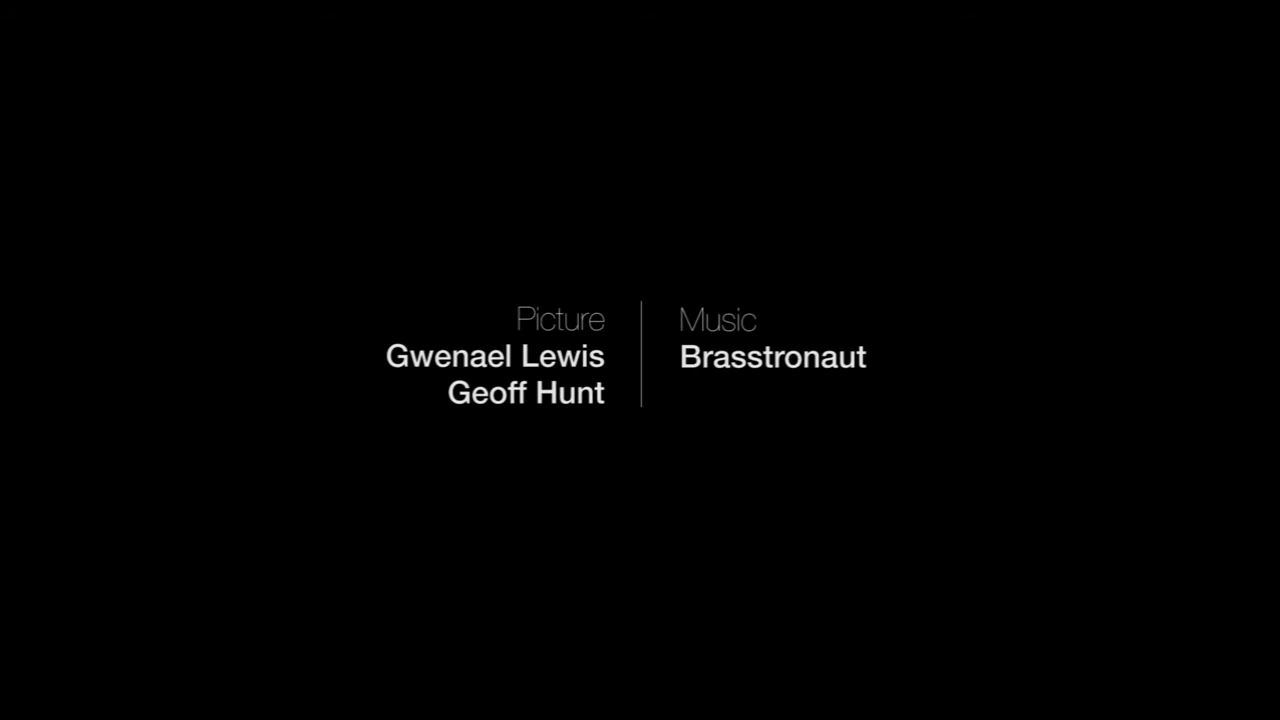 Picture
Gwenael Lewis
Geoff Hunt
Music
Brasstronaut